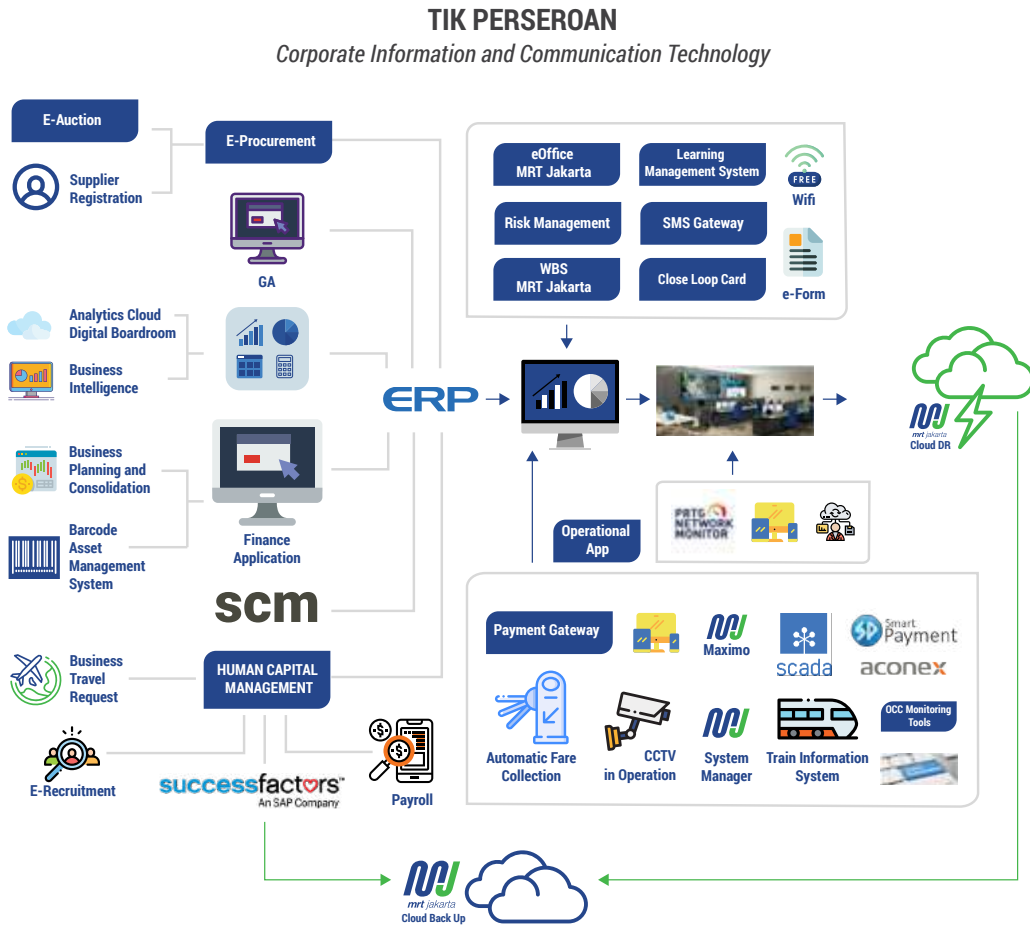 TIK PERSEROAN
Corporate Information and Communication Technology
E-Auction
Supplier
Registration
E-Procurement
GA
Analytics Cloud
Digital Boardroom
Business
Intelligence
Business
Planning and
Consolidation
Barcode
Asset
Management
System
Finance
Application
scm
Business
Travel
Request
HUMAN CAPITAL
MANAGEMENT
E-Recruitment
successfactors™
An SAP Company
Payroll
ERP
eOffice
MRT Jakarta
Learning
Management System
FREE
Wifi
Risk Management
SMS Gateway
WBS
MRT Jakarta
Close Loop Card
e-Form
mrt jakarta
Cloud DR
Operational
App
PRTG
NETWORK
MONITOR
Payment Gateway
Maximo
scada
SP Smart
Payment
aconex
Automatic Fare
Collection
CCTV
in Operation
System
Manager
Train Information
System
OCC Monitoring
Tools
mrt jakarta
Cloud Back Up